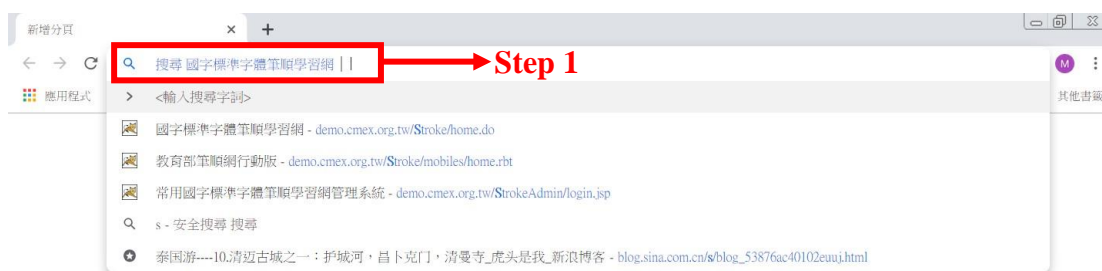 新增分頁
搜尋 國字標準字體筆順學習網 | Step 1
M
應用程式 <輸入搜尋字詞> 其他書籤
國字標準字體筆順學習網 - demo.cmex.org.tw/Stroke/home.do
教育部筆順網行動版 - demo.cmex.org.tw/Stroke/mobiles/home.rbt
常用國字標準字體筆順學習網管理系統 - demo.cmex.org.tw/StrokeAdmin/login.jsp
s - 安全搜尋 搜尋
泰国游----10.清迈古城之一：护城河，昌卜克门，清曼寺_虎头是我_新浪博客 - blog.sina.com.cn/s/blog_53876ac40102euuj.html